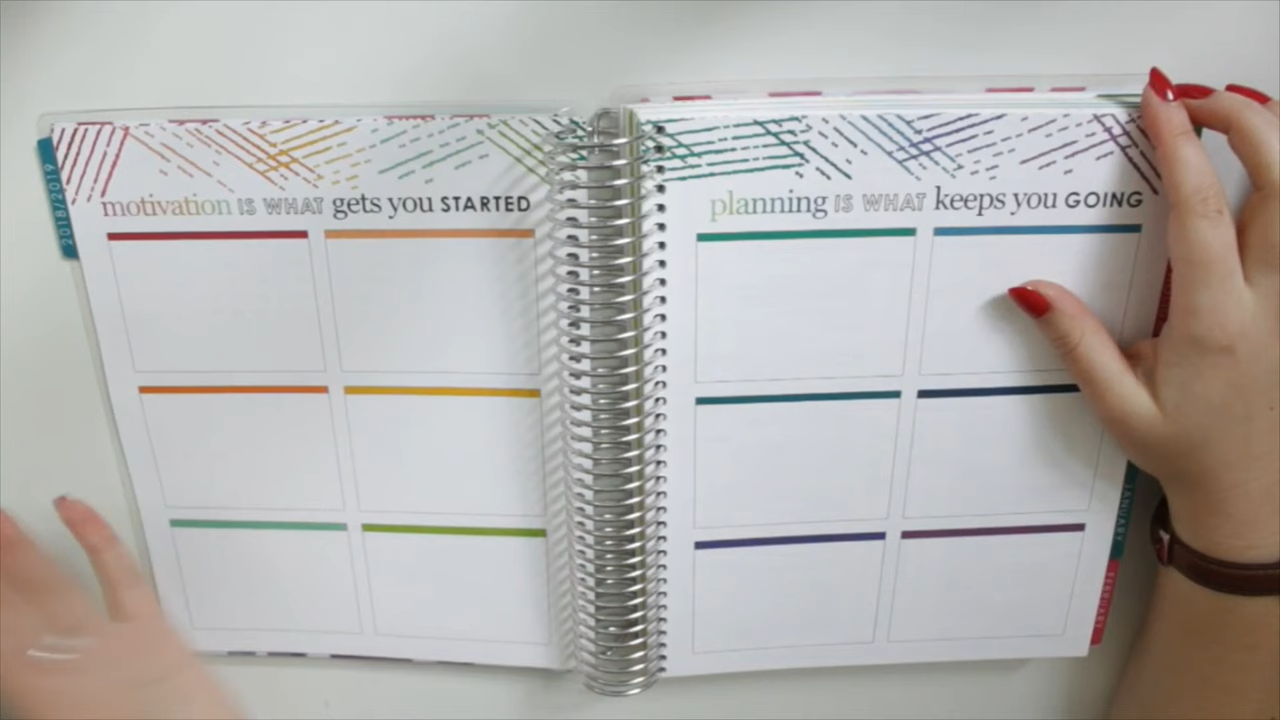 motivation IS WHAT gets you STARTED
planning IS WHAT keeps you GOING
2018/2019
JANUARY
FEBRUARY